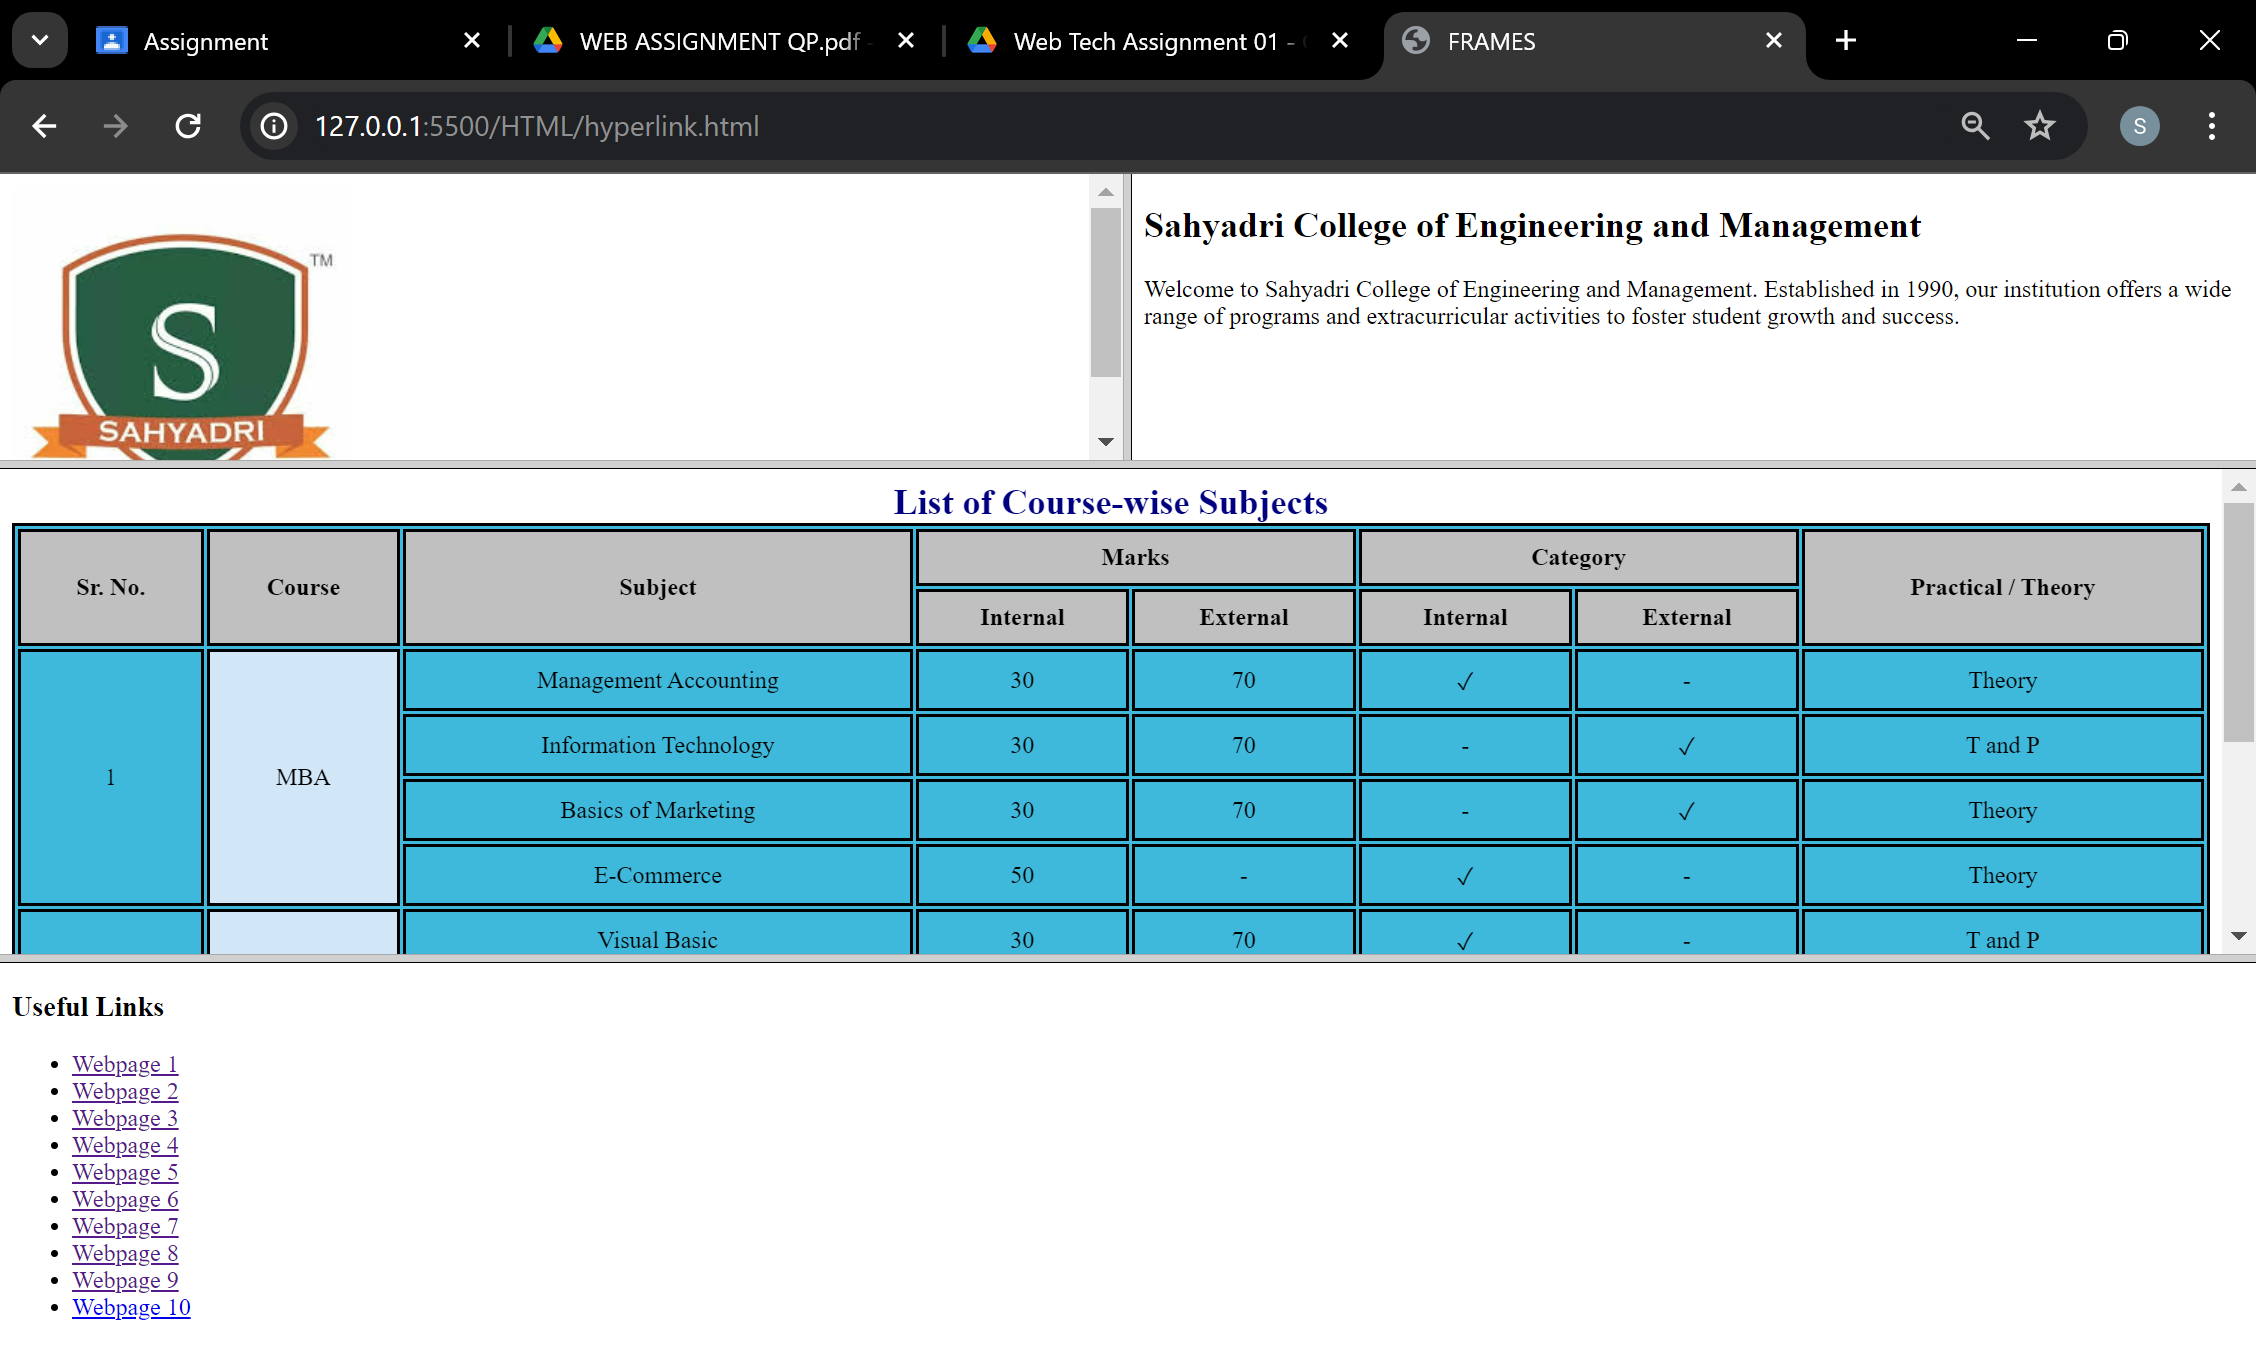 Assignment
WEB ASSIGNMENT QP.pdf -
Web Tech Assignment 01 -
FRAMES
127.0.0.1:5500/HTML/hyperlink.html
S
TM
S
SAHYADRI
Sahyadri College of Engineering and Management
Welcome to Sahyadri College of Engineering and Management. Established in 1990, our institution offers a wide
range of programs and extracurricular activities to foster student growth and success.
List of Course-wise Subjects
Sr. No. Course Subject Marks Category Practical / Theory
Internal External Internal External
1 MBA Management Accounting 30 70 ✓ - Theory
Information Technology 30 70 - ✓ T and P
Basics of Marketing 30 70 - ✓ Theory
E-Commerce 50 - ✓ - Theory
Visual Basic 30 70 ✓ - T and P
Useful Links
• Webpage 1
• Webpage 2
• Webpage 3
• Webpage 4
• Webpage 5
• Webpage 6
• Webpage 7
• Webpage 8
• Webpage 9
• Webpage 10